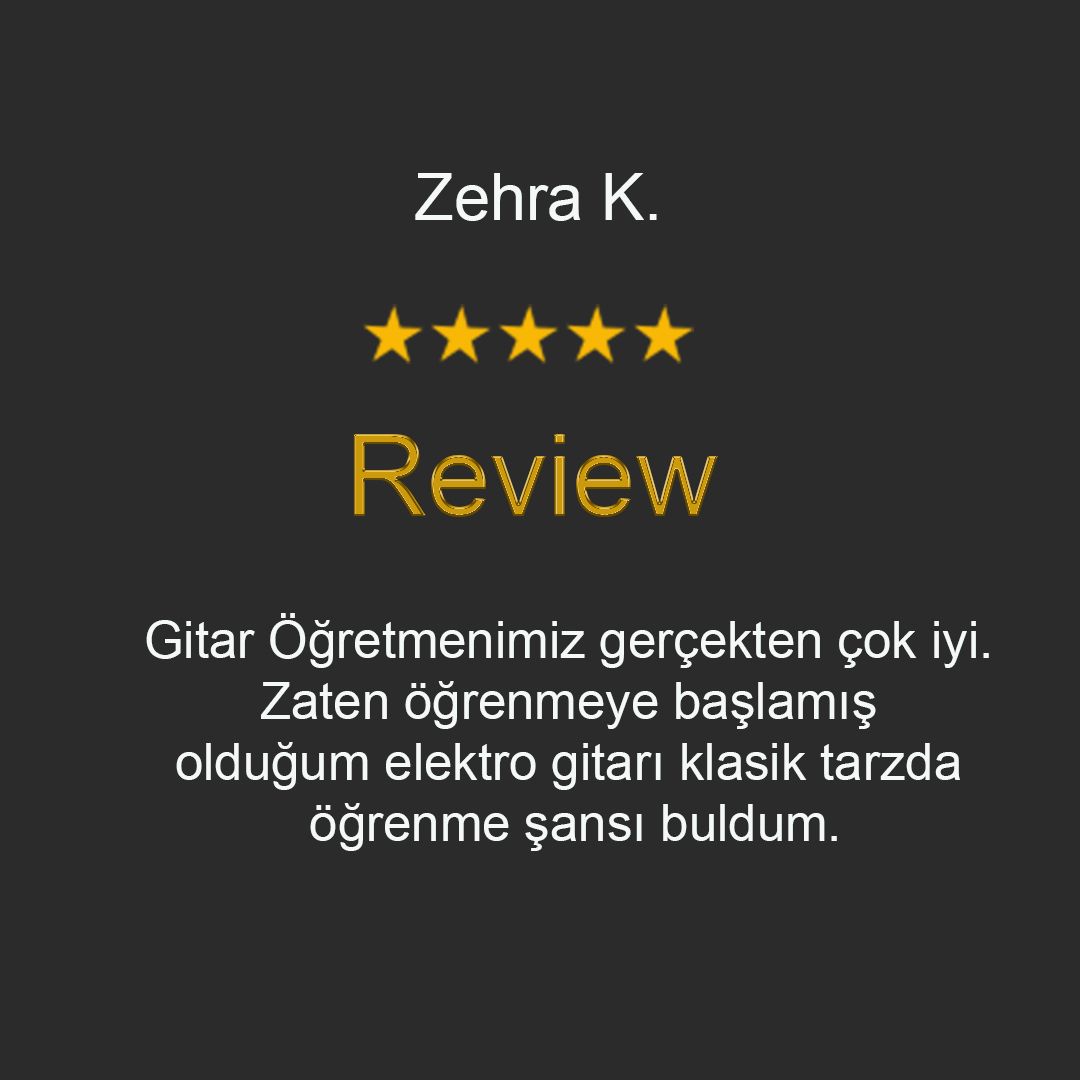 Zehra K.
Review
Gitar Öğretmenimiz gerçekten çok iyi.
Zaten öğrenmeye başlamış
olduğum elektro gitarı klasik tarzda
öğrenme şansı buldum.